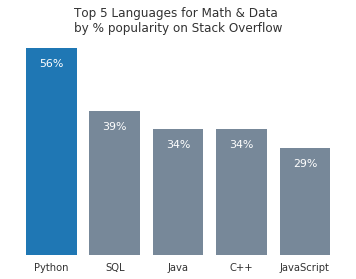 Top 5 Languages for Math & Data
by % popularity on Stack Overflow
56%
39%
34%
34%
29%
Python
SQL
Java
C++
JavaScript